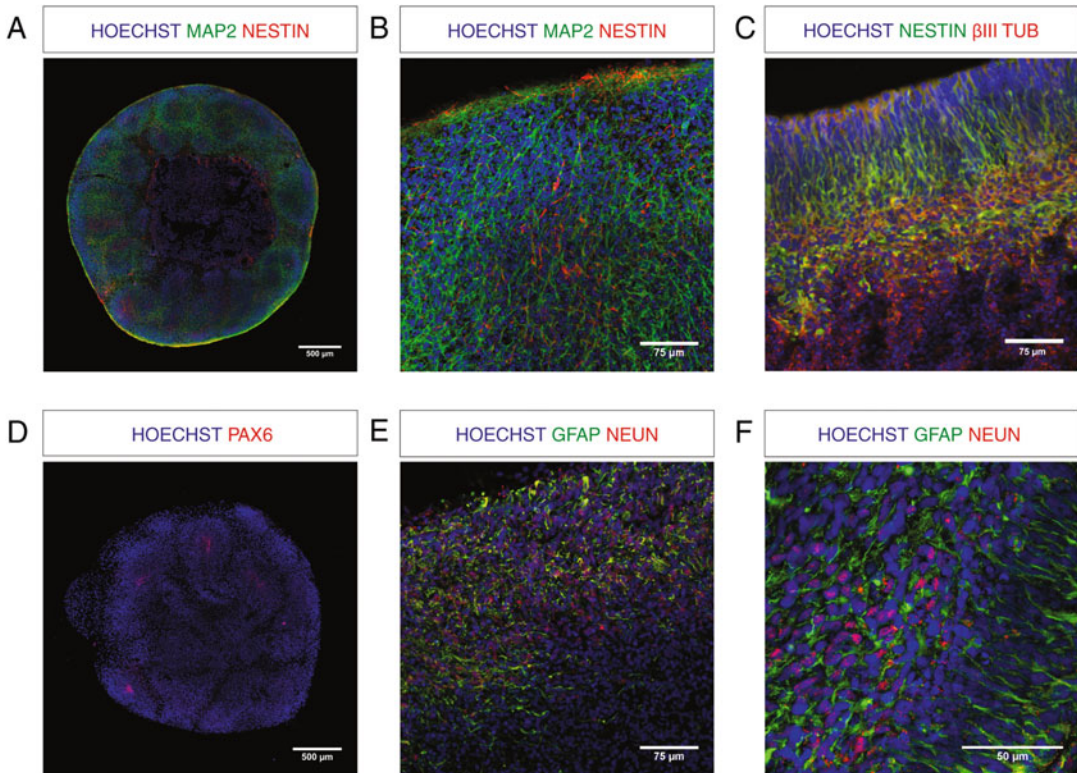 A
HOECHST MAP2 NESTIN
500 µm
B
HOECHST MAP2 NESTIN
75 µm
C
HOECHST NESTIN βIII TUB
75 µm
D
HOECHST PAX6
500 µm
E
HOECHST GFAP NEUN
75 µm
F
HOECHST GFAP NEUN
50 µm